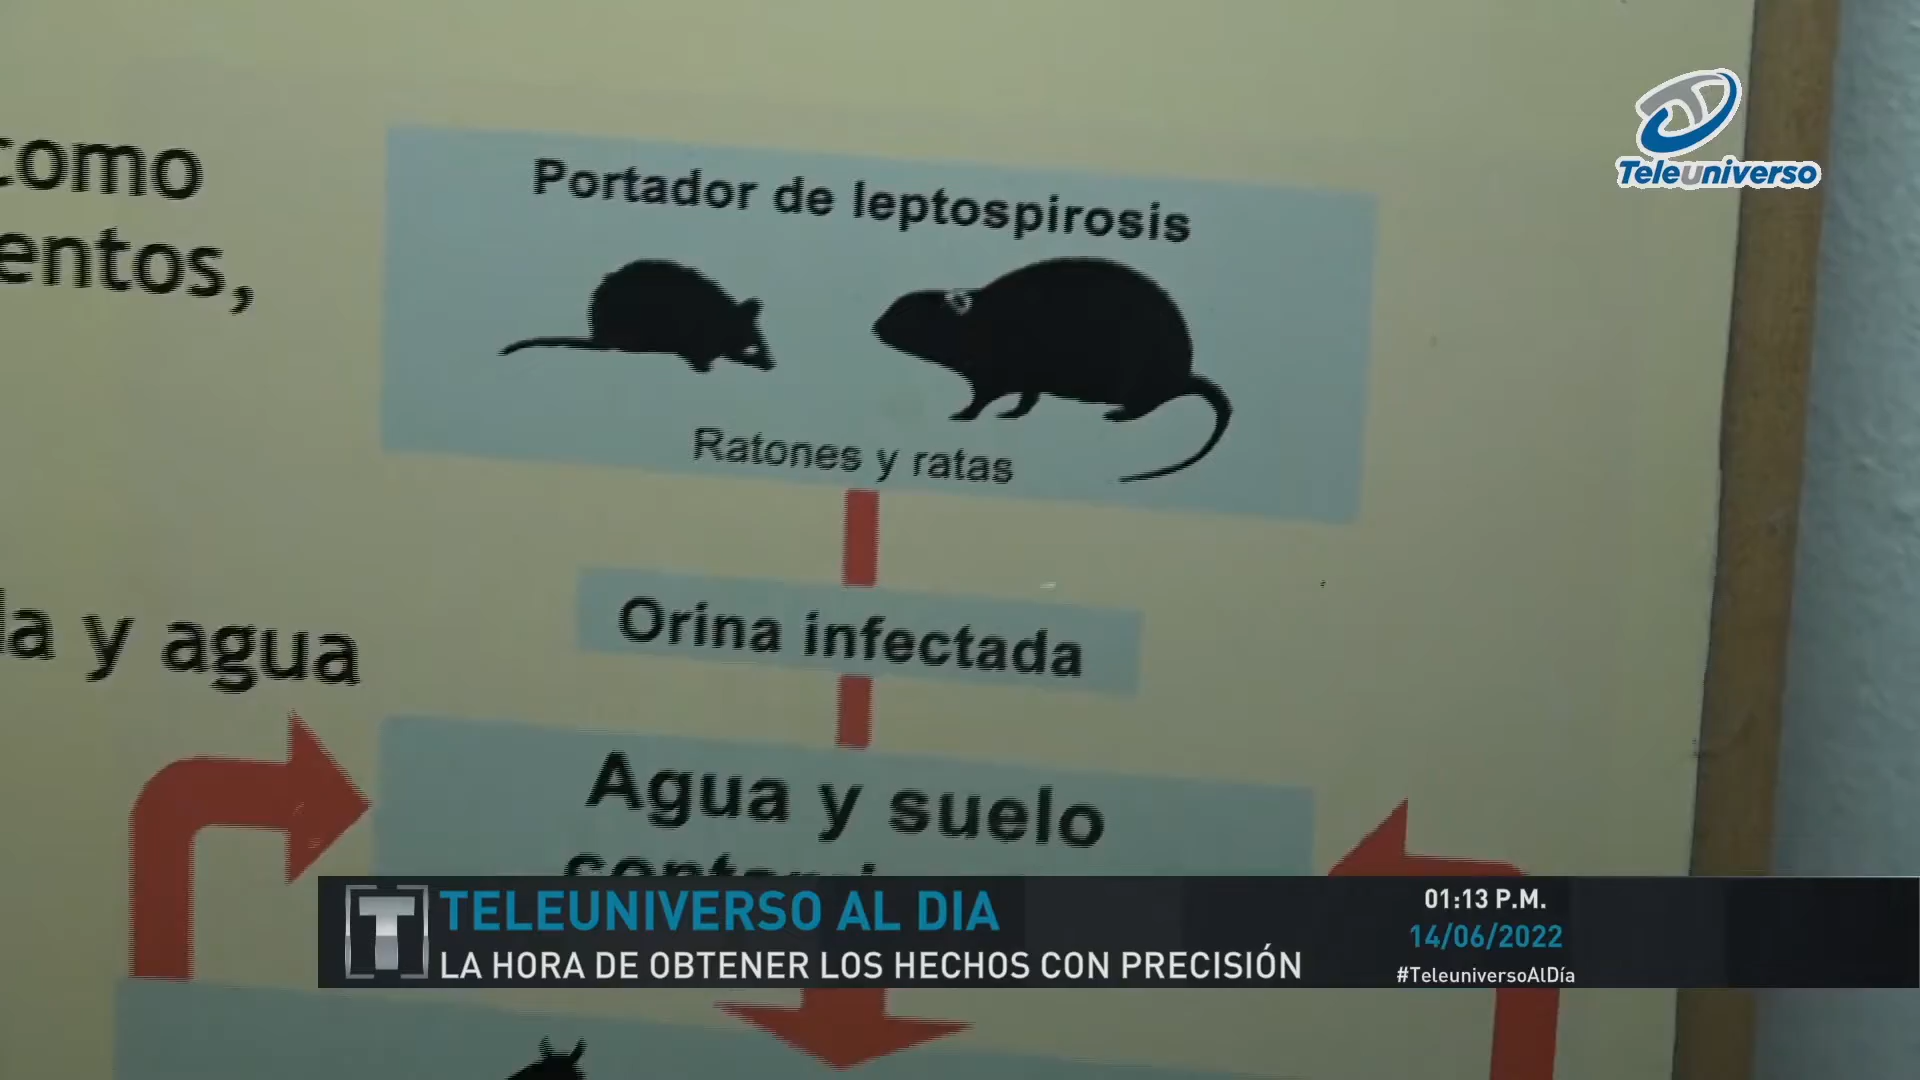 Teleuniverso
como
entos,
Portador de leptospirosis
Ratones y ratas
Orina infectada
y agua
Agua y suelo
TELEUNIVERSO AL DIA
LA HORA DE OBTENER LOS HECHOS CON PRECISIÓN
01:13 P.M.
14/06/2022
#TeleuniversoAlDía